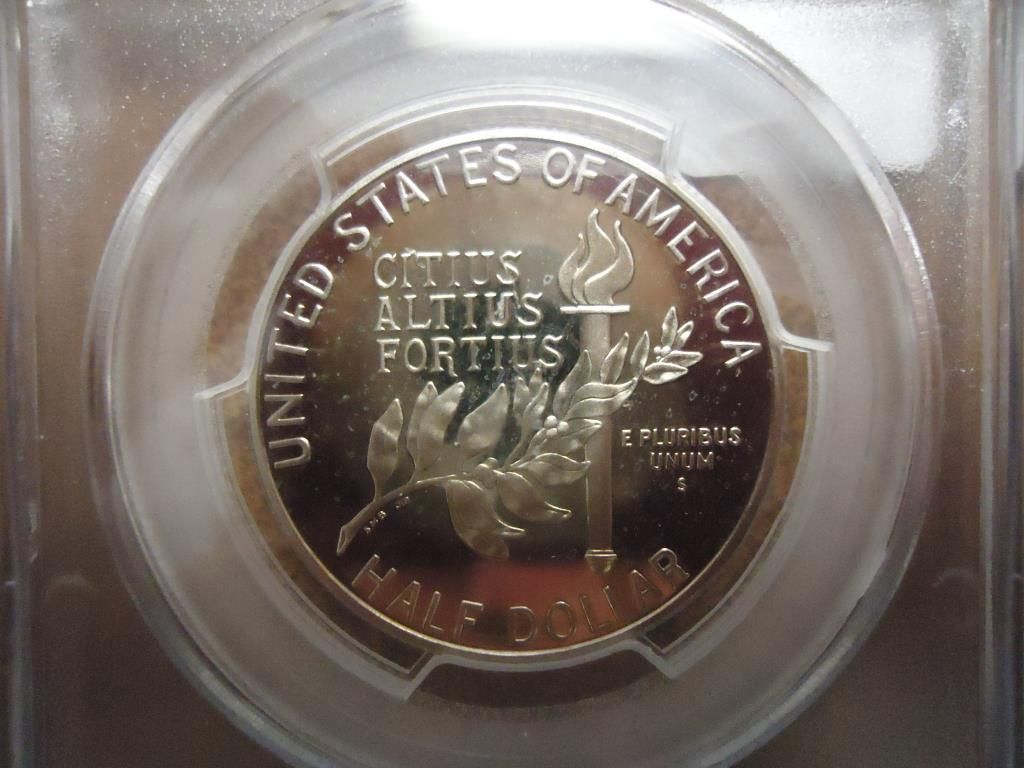 UNITED STATES OF AMERICA
CITIUS
ALTIUS
FORTIUS
E PLURIBUS
UNUM
S
HALF DOLLAR